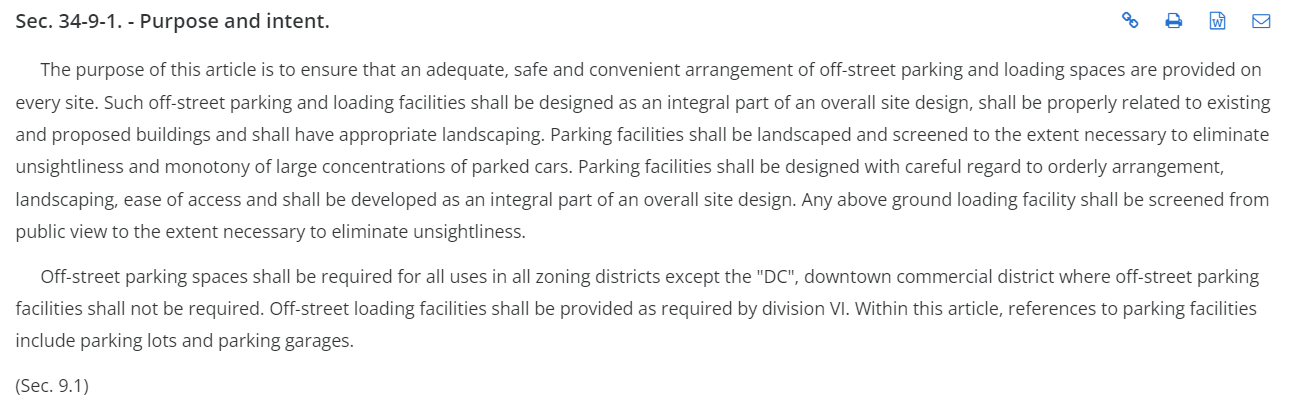 Sec. 34-9-1. - Purpose and intent.
The purpose of this article is to ensure that an adequate, safe and convenient arrangement of off-street parking and loading spaces are provided on
every site. Such off-street parking and loading facilities shall be designed as an integral part of an overall site design, shall be properly related to existing
and proposed buildings and shall have appropriate landscaping. Parking facilities shall be landscaped and screened to the extent necessary to eliminate
unsightliness and monotony of large concentrations of parked cars. Parking facilities shall be designed with careful regard to orderly arrangement,
landscaping, ease of access and shall be developed as an integral part of an overall site design. Any above ground loading facility shall be screened from
public view to the extent necessary to eliminate unsightliness.
Off-street parking spaces shall be required for all uses in all zoning districts except the "DC", downtown commercial district where off-street parking
facilities shall not be required. Off-street loading facilities shall be provided as required by division VI. Within this article, references to parking facilities
include parking lots and parking garages.
(Sec. 9.1)